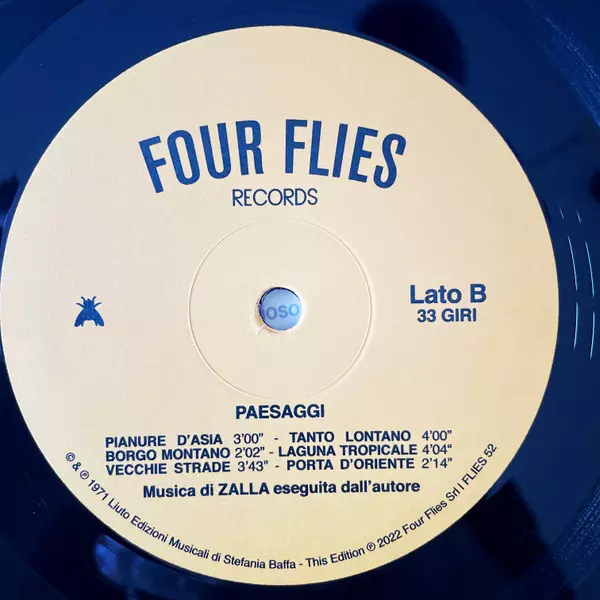 FOUR FLIES
RECORDS
Lato B
33 GIRI
OSO
PAESAGGI
PIANURE D'ASIA 3'00" - TANTO LONTANO 4'00"
BORGO MONTANO 2'02" - LAGUNA TROPICALE 4'04"
VECCHIE STRADE 3'43" - PORTA D'ORIENTE 2'14"
Musica di ZALLA eseguita dall'autore
© & ℗ 1971 Liuto Edizioni Musicali di Stefania Baffa - This Edition ℗ 2022 Four Flies Srl I FLIES 52